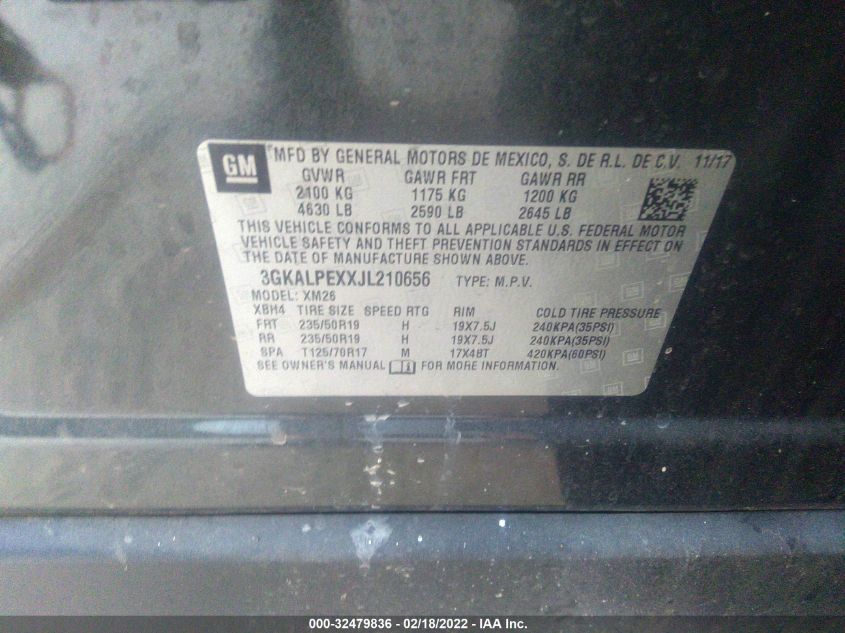 GM MFD BY GENERAL MOTORS DE MEXICO, S. DE R.L. DE C.V. 11/17
GVWR GAWR FRT GAWR RR
2100 KG 1175 KG 1200 KG
4630 LB 2590 LB 2645 LB
THIS VEHICLE CONFORMS TO ALL APPLICABLE U.S. FEDERAL MOTOR
VEHICLE SAFETY AND THEFT PREVENTION STANDARDS IN EFFECT ON
THE DATE OF MANUFACTURE SHOWN ABOVE.
3GKALPEXXJL210656 TYPE: M.P.V.
MODEL: XM26
XBH4 TIRE SIZE SPEED RTG RIM COLD TIRE PRESSURE
FRT 235/50R19 H 19X7.5J 240KPA(35PSI)
RR 235/50R19 H 19X7.5J 240KPA(35PSI)
SPA T125/70R17 M 17X4BT 420KPA(60PSI)
SEE OWNER'S MANUAL FOR MORE INFORMATION.
000-32479836 - 02/18/2022 - IAA Inc.